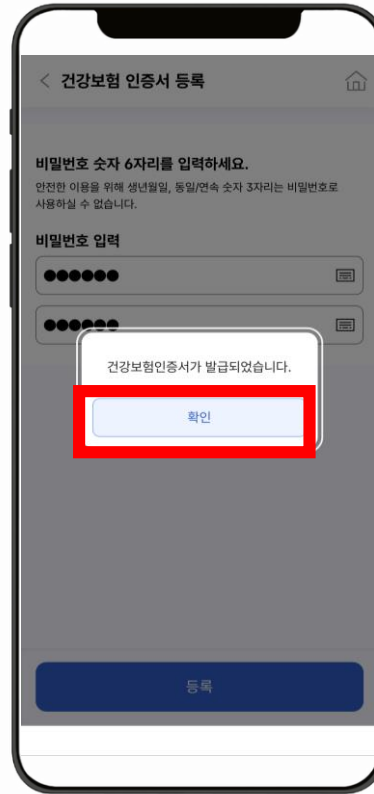 건강보험 인증서 등록
비밀번호 숫자 6자리를 입력하세요.
안전한 이용을 위해 생년월일, 동일/연속 숫자 3자리는 비밀번호로
사용하실 수 없습니다.
비밀번호 입력
건강보험인증서가 발급되었습니다.
확인
등록